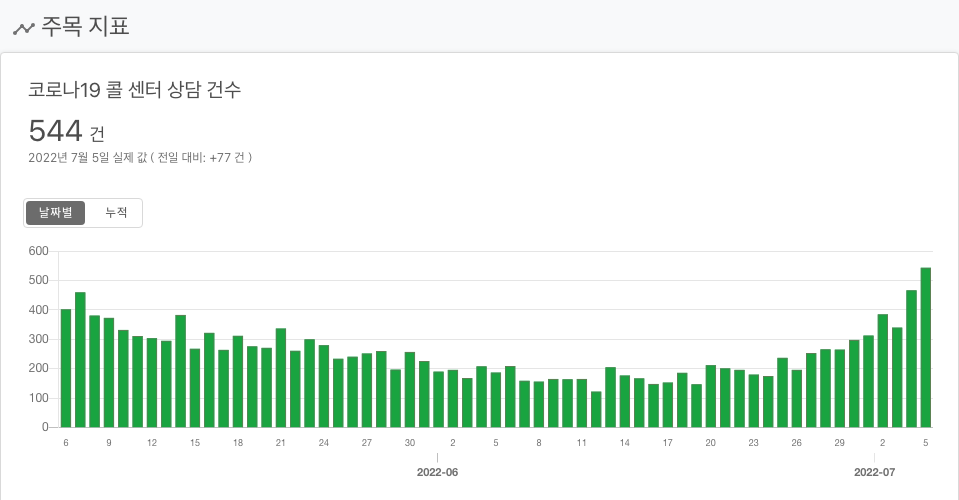 주목 지표
코로나19 콜 센터 상담 건수
544 건
2022년 7월 5일 실제 값 ( 전일 대비: +77 건 )
날짜별 누적
600
500
400
300
200
100
0
6 9 12 15 18 21 24 27 30 2 5 8 11 14 17 20 23 26 29 2 5
2022-06 2022-07